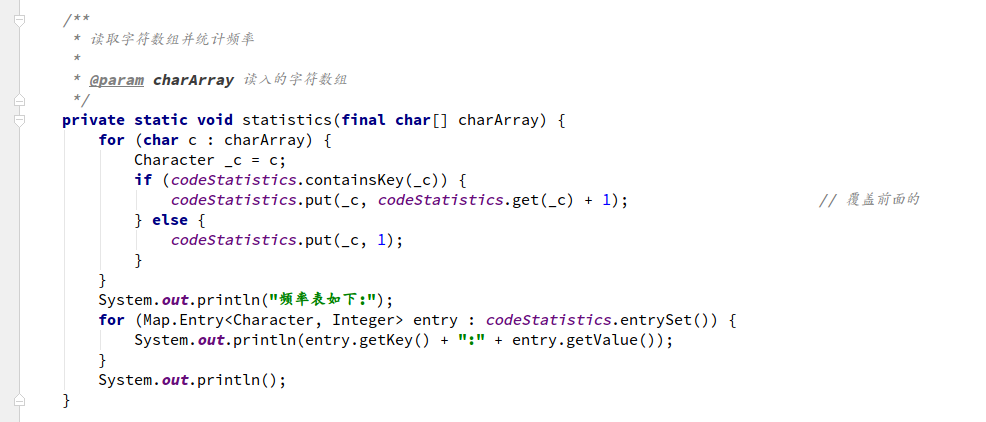 /**
 * 读取字符数组并统计频率
 *
 * @param charArray 读入的字符数组
 */
private static void statistics(final char[] charArray) {
    for (char c : charArray) {
        Character _c = c;
        if (codeStatistics.containsKey(_c)) {
            codeStatistics.put(_c, codeStatistics.get(_c) + 1); // 覆盖前面的
        } else {
            codeStatistics.put(_c, 1);
        }
    }
    System.out.println("频率表如下:");
    for (Map.Entry<Character, Integer> entry : codeStatistics.entrySet()) {
        System.out.println(entry.getKey() + ":" + entry.getValue());
    }
    System.out.println();
}